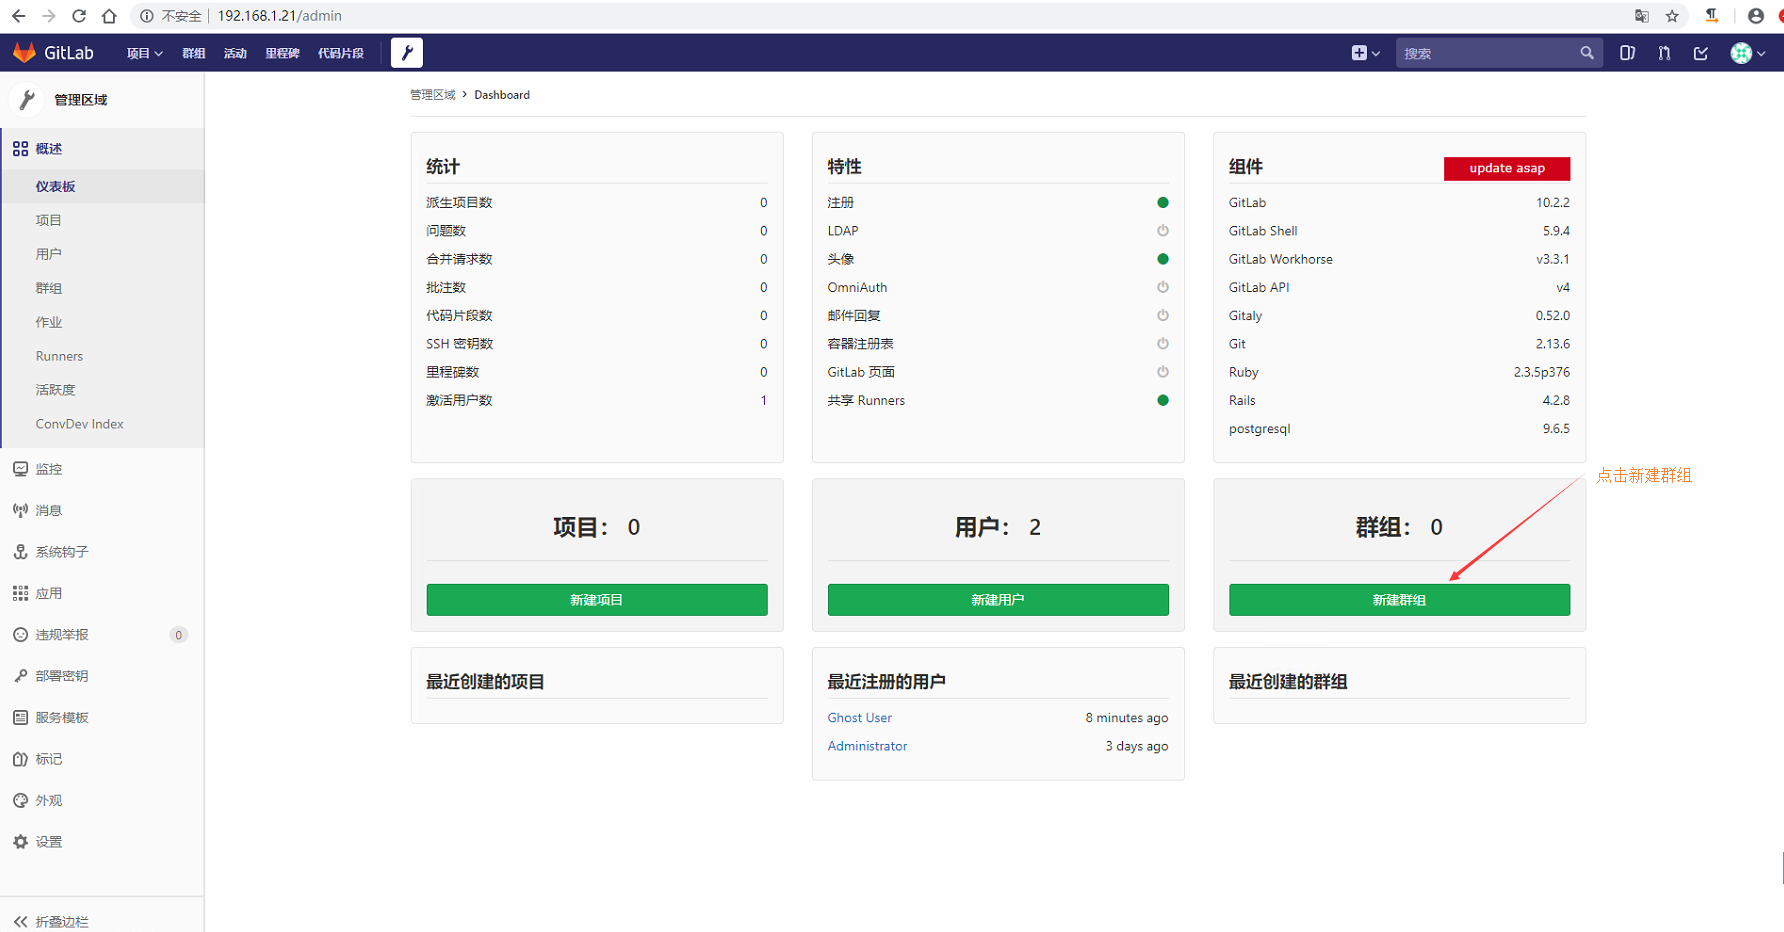 不安全 192.168.1.21/admin
GitLab 项目 群组 活动 里程碑 代码片段 搜索
管理区域
概述
仪表板
项目
用户
群组
作业
Runners
活跃度
ConvDev Index
监控
消息
系统钩子
应用
违规举报 0
部署密钥
服务模板
标记
外观
设置
折叠边栏
管理区域 Dashboard
统计
派生项目数 0
问题数 0
合并请求数 0
批注数 0
代码片段数 0
SSH 密钥数 0
里程碑数 0
激活用户数 1
特性
注册
LDAP
头像
OmniAuth
邮件回复
容器注册表
GitLab 页面
共享 Runners
组件 update asap
GitLab 10.2.2
GitLab Shell 5.9.4
GitLab Workhorse v3.3.1
GitLab API v4
Gitaly 0.52.0
Git 2.13.6
Ruby 2.3.5p376
Rails 4.2.8
postgresql 9.6.5
点击新建群组
项目： 0
新建项目
用户： 2
新建用户
群组： 0
新建群组
最近创建的项目
最近注册的用户
Ghost User 8 minutes ago
Administrator 3 days ago
最近创建的群组